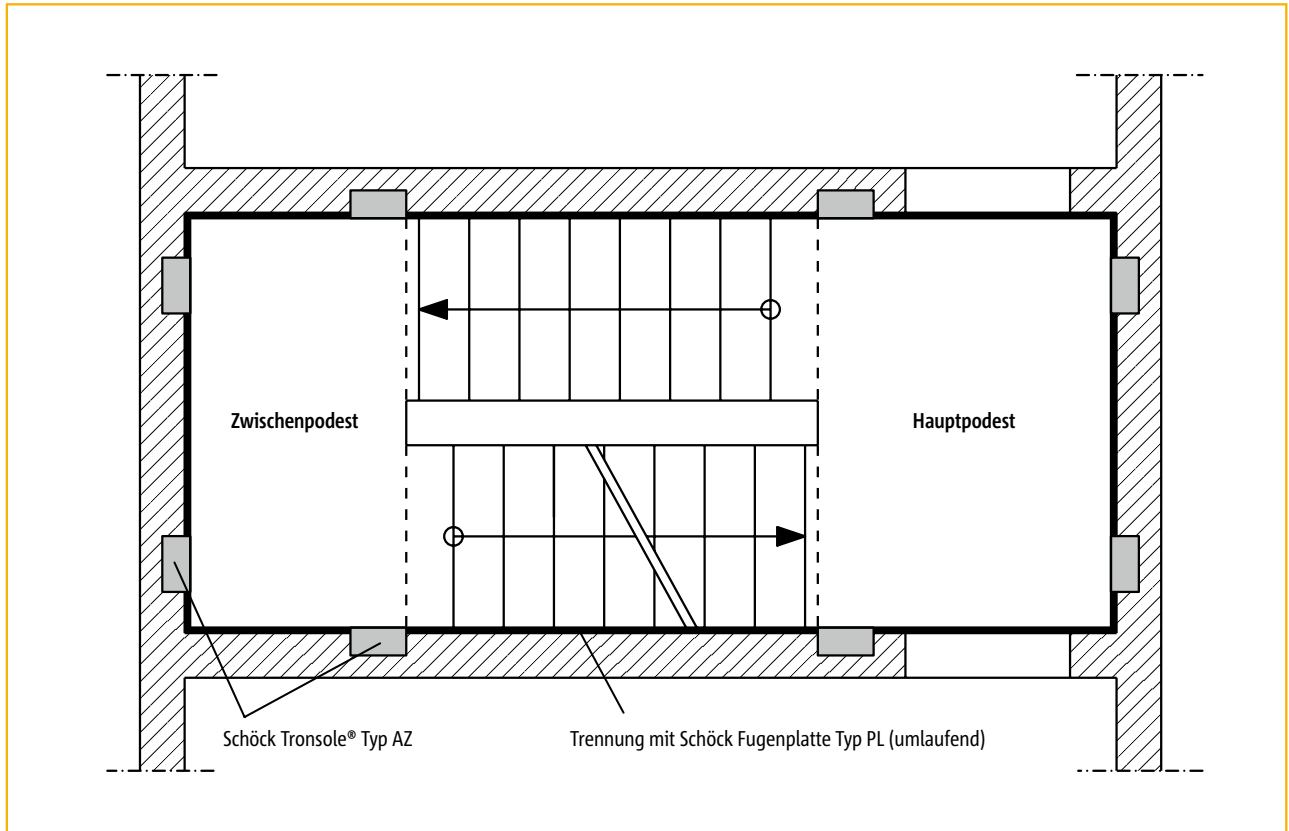 Zwischenpodest
Hauptpodest
Schöck Tronsole® Typ AZ
Trennung mit Schöck Fugenplatte Typ PL (umlaufend)